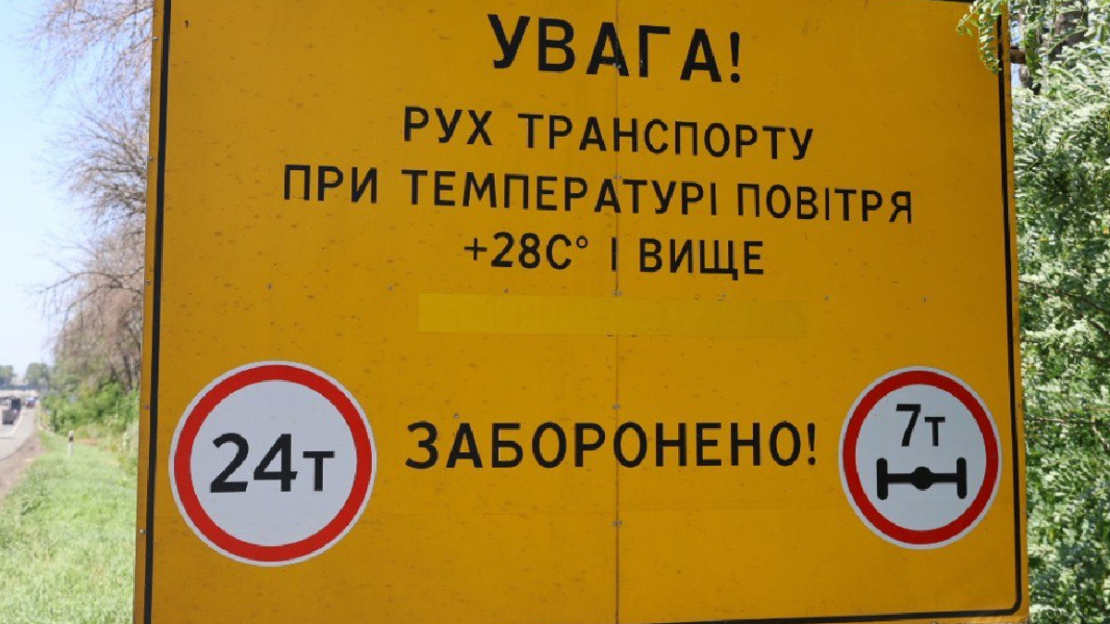 УВАГА!
РУХ ТРАНСПОРТУ
ПРИ ТЕМПЕРАТУРІ ПОВІТРЯ
+28С° І ВИЩЕ
24т
ЗАБОРОНЕНО!
7т